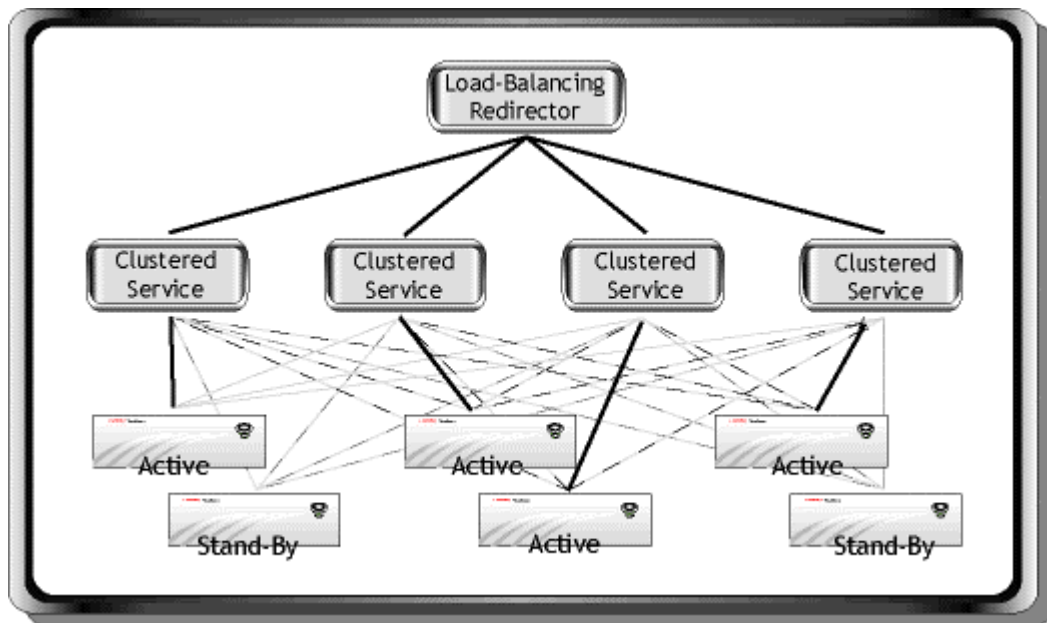 Load-Balancing
Redirector
Clustered
Service
Clustered
Service
Clustered
Service
Clustered
Service
Active
Active
Active
Stand-By
Active
Stand-By